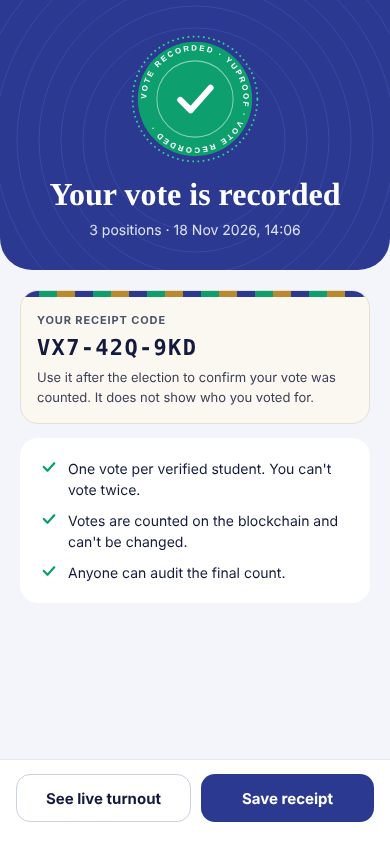 VOTE RECORDED · YUPROOF · VOTE RECORDED ·
Your vote is recorded
3 positions · 18 Nov 2026, 14:06
YOUR RECEIPT CODE
VX7-42Q-9KD
Use it after the election to confirm your vote was
counted. It does not show who you voted for.
One vote per verified student. You can't
vote twice.
Votes are counted on the blockchain and
can't be changed.
Anyone can audit the final count.
See live turnout
Save receipt